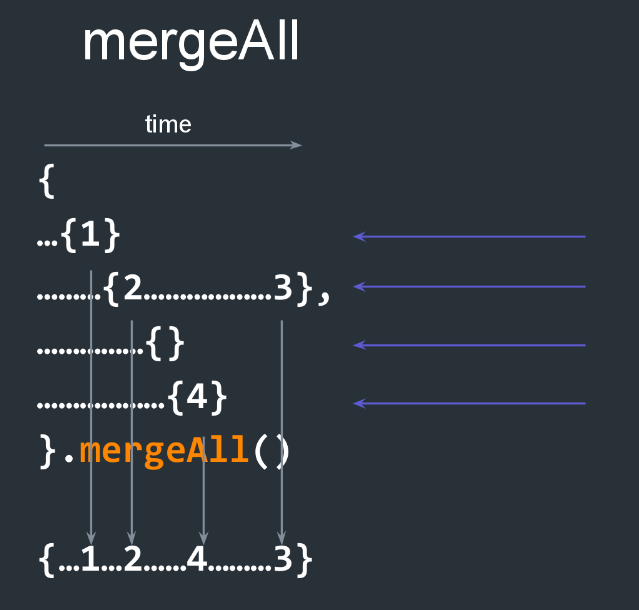 mergeAll
time
{
…{1}
………{2………………3},
……………{}
………………{4}
}.mergeAll()
{…1…2……4………3}